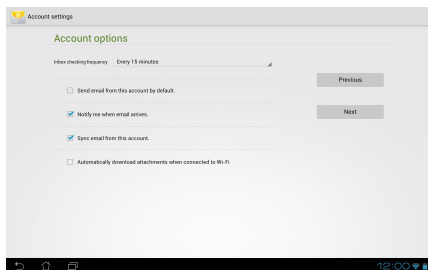 Account settings
Account options
Inbox checking frequency Every 15 minutes
Previous
Send email from this account by default.
Notify me when email arrives.
Next
Sync email from this account.
Automatically download attachments when connected to Wi-Fi
12:00